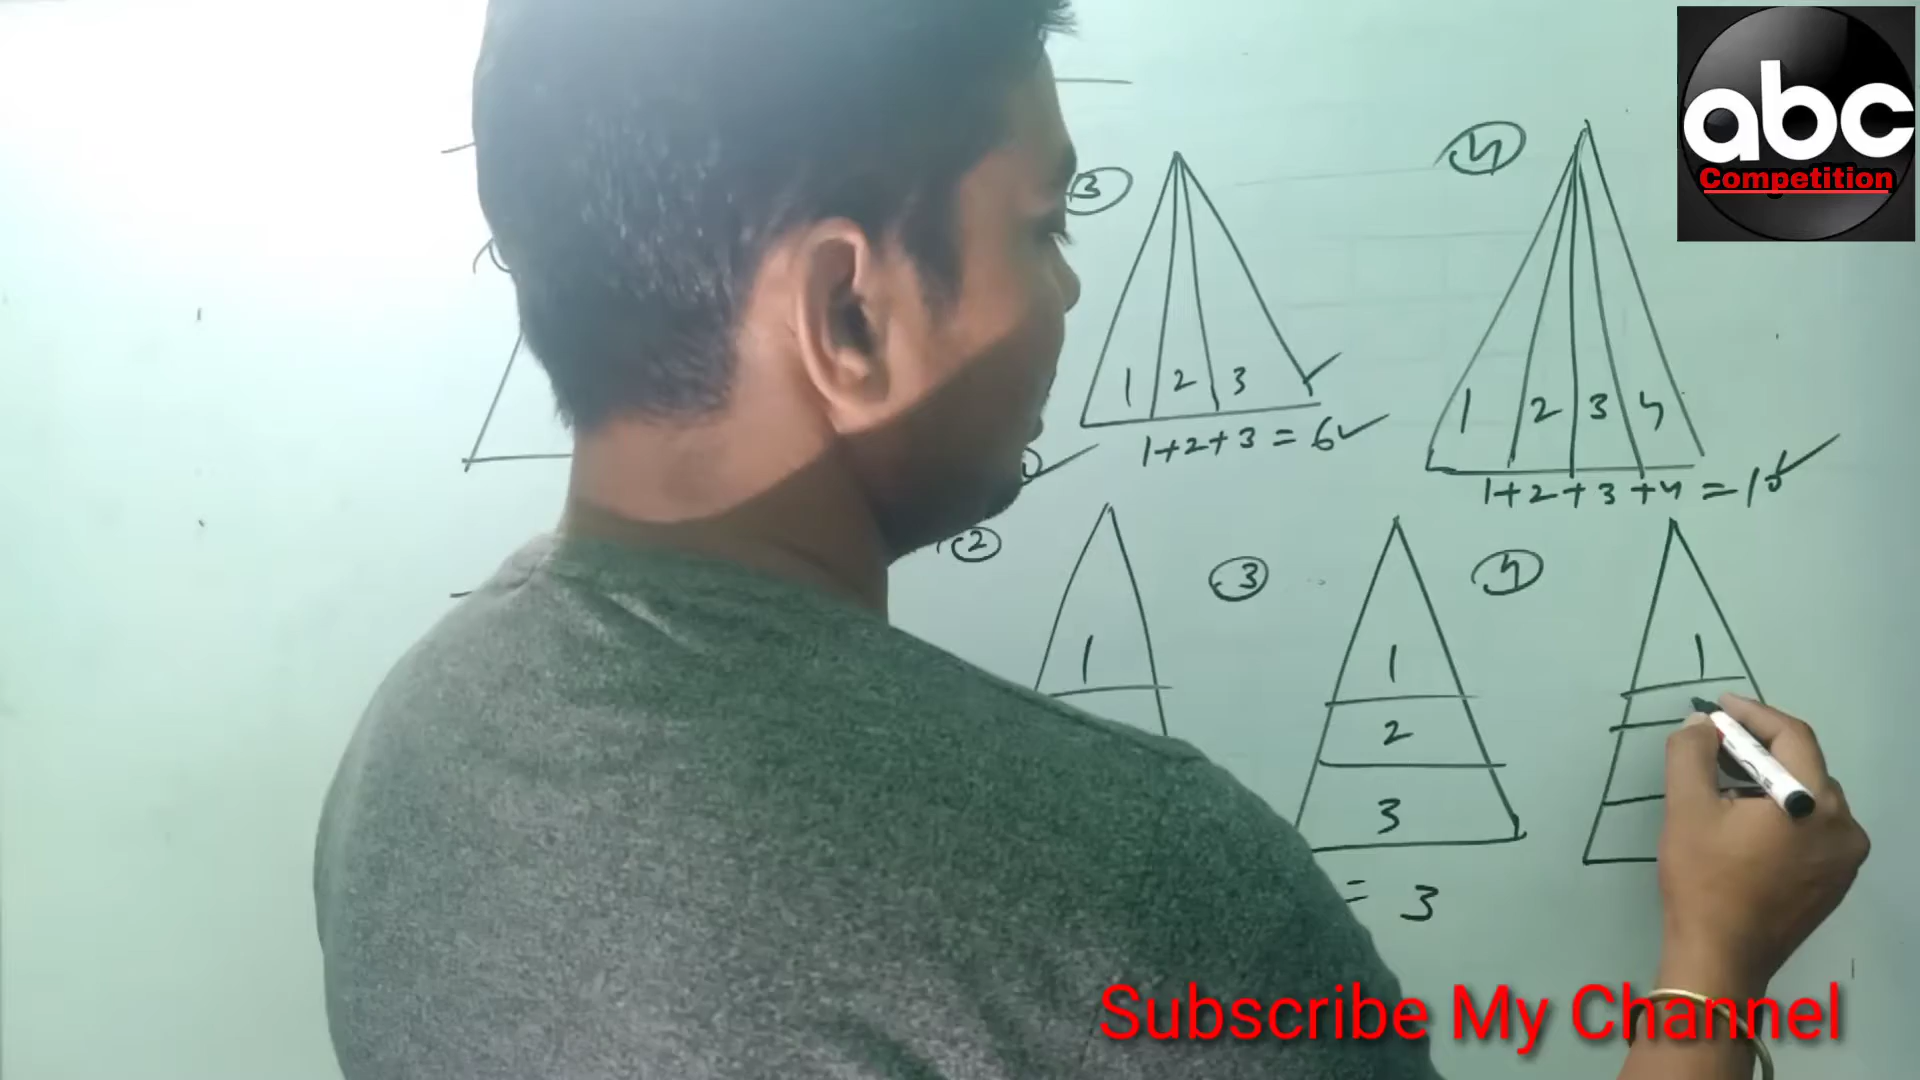 abc
Competition
3
4
1 2 3
1 2 3 4
1+2+3 = 6✓
1+2+3+4 = 10
2
3
4
1
1
1
2
3
= 3
Subscribe My Channel